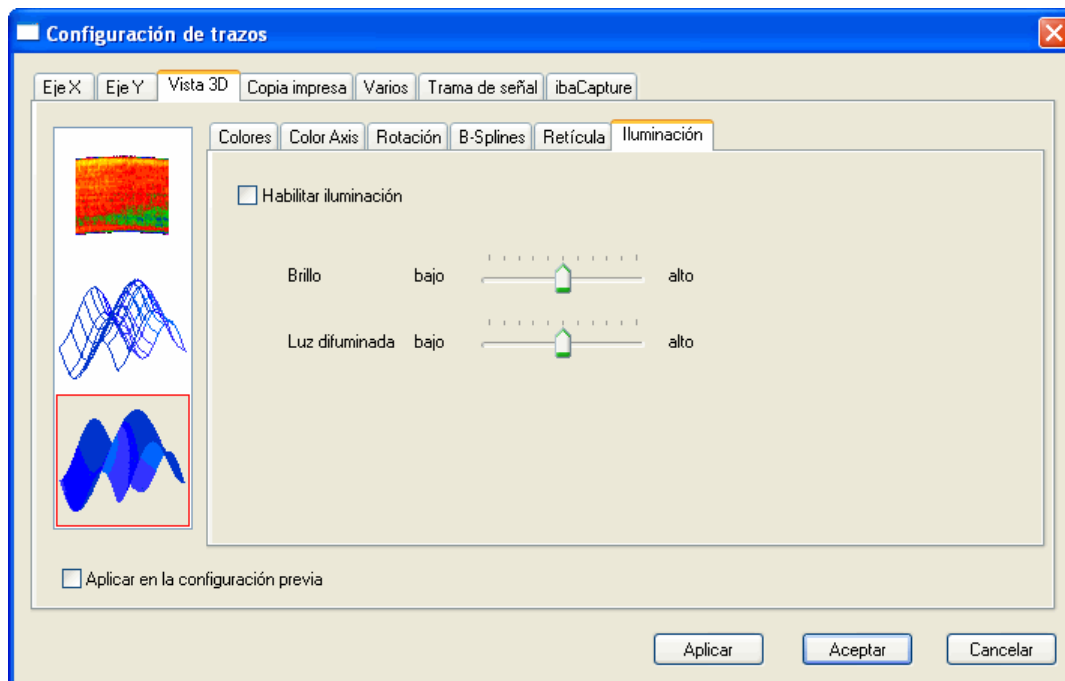 Configuración de trazos
Eje X Eje Y Vista 3D Copia impresa Varios Trama de señal ibaCapture
Colores Color Axis Rotación B-Splines Retícula Iluminación
Habilitar iluminación
Brillo bajo alto
Luz difuminada bajo alto
Aplicar en la configuración previa
Aplicar Aceptar Cancelar